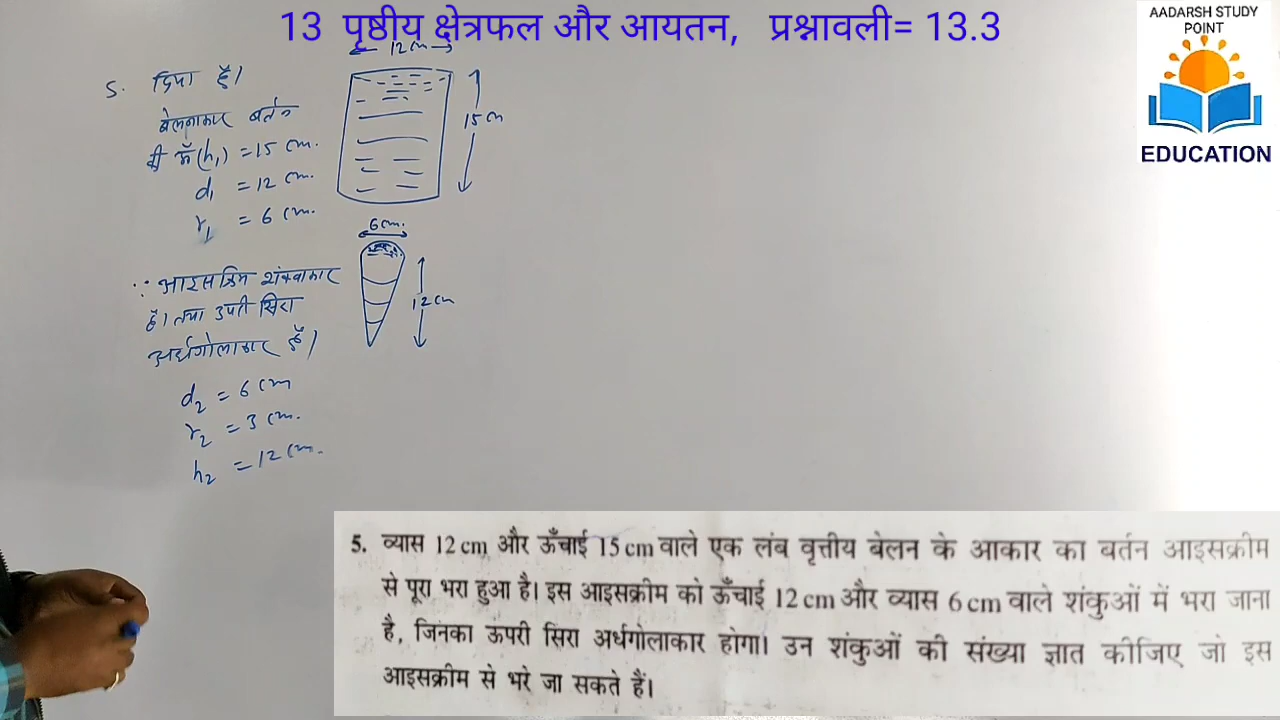 13 पृष्ठीय क्षेत्रफल और आयतन, प्रश्नावली= 13.3
AADARSH STUDY
POINT
EDUCATION
5. दिया है।
बेलनाकार बर्तन
की ऊँ(h₁) = 15 cm.
d₁ = 12 cm.
r₁ = 6 cm.
12cm
15cm
∵ आइसक्रिम शंक्वाकार
है। तथा उपरी सिरा
अर्धगोलाकार है।
d₂ = 6 cm
r₂ = 3 cm.
h₂ = 12 cm.
6cm.
12cm
5. व्यास 12 cm और ऊँचाई 15 cm वाले एक लंब वृत्तीय बेलन के आकार का बर्तन आइसक्रीम
से पूरा भरा हुआ है। इस आइसक्रीम को ऊँचाई 12 cm और व्यास 6 cm वाले शंकुओं में भरा जाना
है, जिनका ऊपरी सिरा अर्धगोलाकार होगा। उन शंकुओं की संख्या ज्ञात कीजिए जो इस
आइसक्रीम से भरे जा सकते हैं।